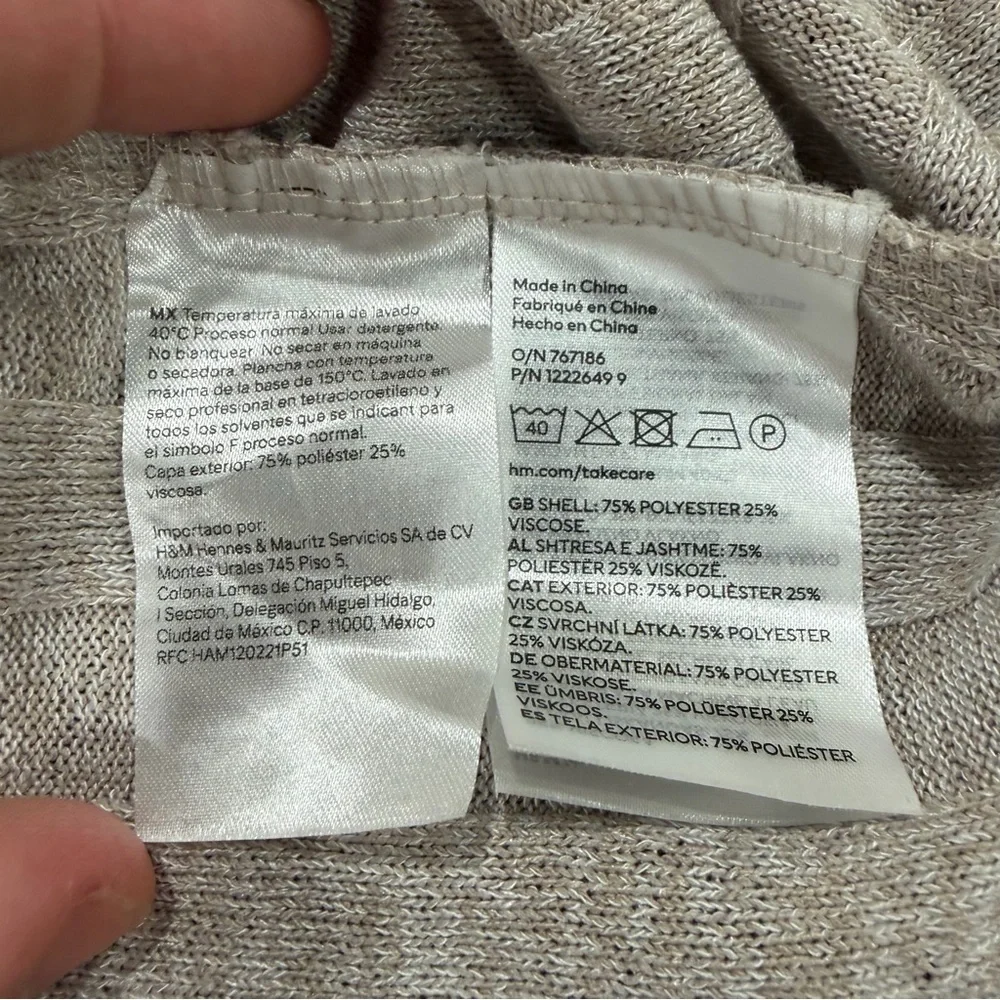 MX Temperatura máxima de lavado
40°C Proceso normal Usar detergente.
No blanquear. No secar en máquina
o secadora. Plancha con temperatura
máxima de la base de 150°C. Lavado en
seco profesional en tetracloroetileno y
todos los solventes que se indicant para
el simbolo F proceso normal.
Capa exterior: 75% poliéster 25%
viscosa.
Importado por:
H&M Hennes & Mauritz Servicios SA de CV
Montes Urales 745 Piso 5,
Colonia Lomas de Chapultepec
I Sección, Delegación Miguel Hidalgo,
Ciudad de México C.P. 11000, México
RFC HAM120221P51
Made in China
Fabriqué en Chine
Hecho en China
O/N 767186
P/N 1222649 9
40 P
hm.com/takecare
GB SHELL: 75% POLYESTER 25%
VISCOSE.
AL SHTRESA E JASHTME: 75%
POLIESTËR 25% VISKOZË.
CAT EXTERIOR: 75% POLIÈSTER 25%
VISCOSA.
CZ SVRCHNÍ LÁTKA: 75% POLYESTER
25% VISKÓZA.
DE OBERMATERIAL: 75% POLYESTER
25% VISKOSE.
EE ÜMBRIS: 75% POLÜESTER 25%
VISKOOS.
ES TELA EXTERIOR: 75% POLIÉSTER